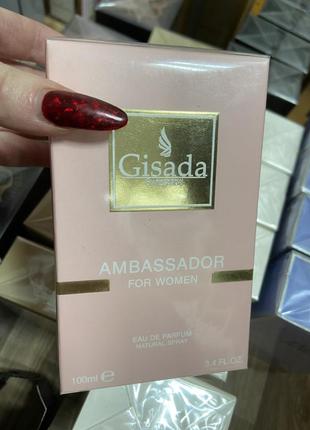 Gisada
AMBASSADOR
FOR WOMEN
EAU DE PARFUM
NATURAL SPRAY
100ml e 3.4 FL.OZ